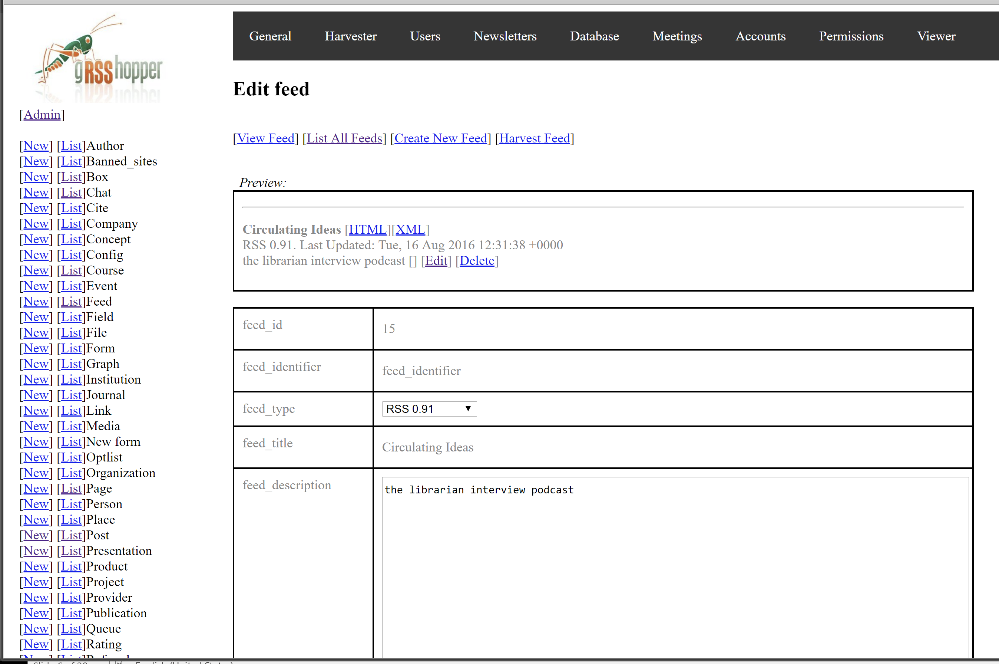 gRSShopper
General Harvester Users Newsletters Database Meetings Accounts Permissions Viewer
[Admin]
[New] [List]Author
[New] [List]Banned_sites
[New] [List]Box
[New] [List]Chat
[New] [List]Cite
[New] [List]Company
[New] [List]Concept
[New] [List]Config
[New] [List]Course
[New] [List]Event
[New] [List]Feed
[New] [List]Field
[New] [List]File
[New] [List]Form
[New] [List]Graph
[New] [List]Institution
[New] [List]Journal
[New] [List]Link
[New] [List]Media
[New] [List]New form
[New] [List]Optlist
[New] [List]Organization
[New] [List]Page
[New] [List]Person
[New] [List]Place
[New] [List]Post
[New] [List]Presentation
[New] [List]Product
[New] [List]Project
[New] [List]Provider
[New] [List]Publication
[New] [List]Queue
[New] [List]Rating
Edit feed
[View Feed] [List All Feeds] [Create New Feed] [Harvest Feed]
Preview:
Circulating Ideas [HTML][XML]
RSS 0.91. Last Updated: Tue, 16 Aug 2016 12:31:38 +0000
the librarian interview podcast [] [Edit] [Delete]
feed_id 15
feed_identifier feed_identifier
feed_type RSS 0.91
feed_title Circulating Ideas
feed_description the librarian interview podcast